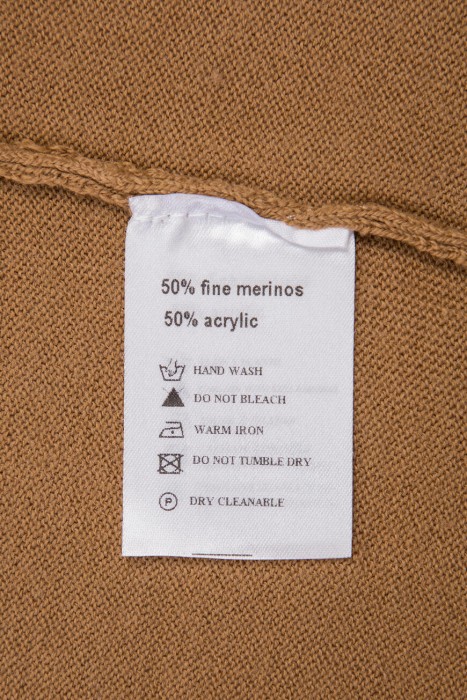 50% fine merinos
50% acrylic
HAND WASH
DO NOT BLEACH
WARM IRON
DO NOT TUMBLE DRY
P DRY CLEANABLE